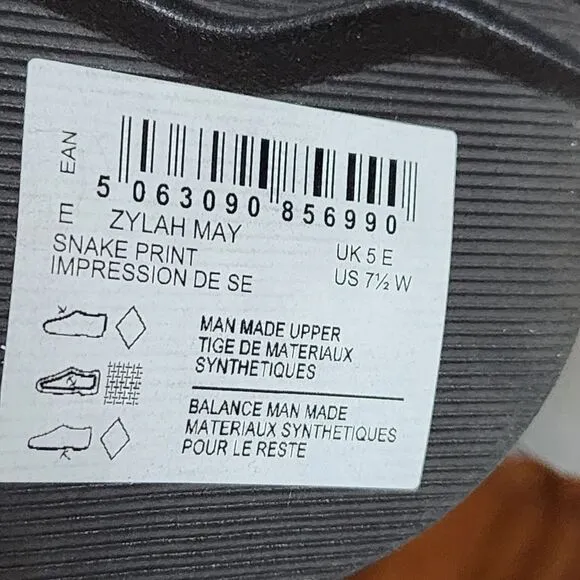 EAN
5 063090 856990
E ZYLAH MAY
SNAKE PRINT
IMPRESSION DE SE
UK 5 E
US 7½ W
MAN MADE UPPER
TIGE DE MATERIAUX
SYNTHETIQUES
BALANCE MAN MADE
MATERIAUX SYNTHETIQUES
POUR LE RESTE